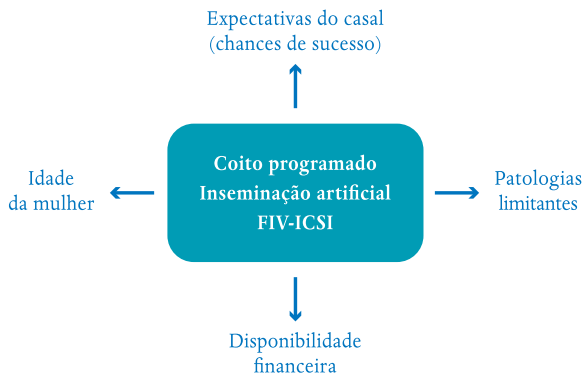 Expectativas do casal
(chances de sucesso)
Idade
da mulher
Coito programado
Inseminação artificial
FIV-ICSI
Patologias
limitantes
Disponibilidade
financeira